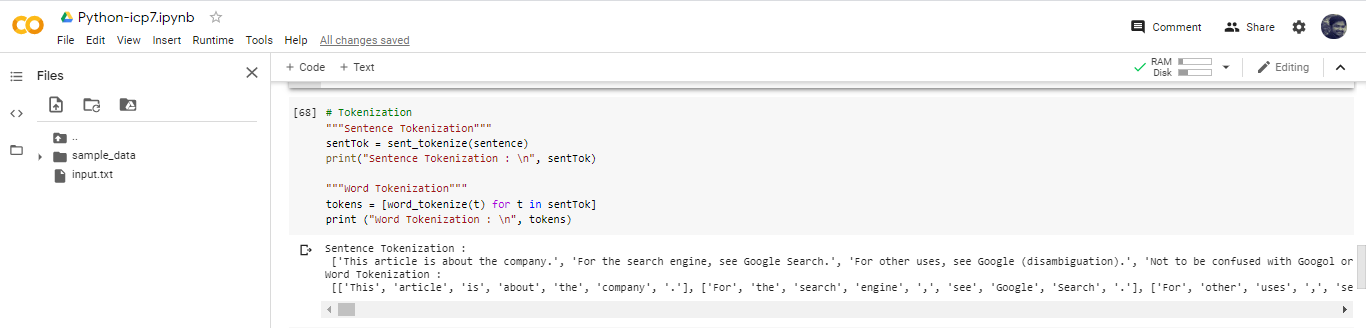 Python-icp7.ipynb
File Edit View Insert Runtime Tools Help All changes saved
Comment Share
Files
+ Code + Text
RAM
Disk
Editing
..
sample_data
input.txt
[68] # Tokenization
"""Sentence Tokenization"""
sentTok = sent_tokenize(sentence)
print("Sentence Tokenization : \n", sentTok)
"""Word Tokenization"""
tokens = [word_tokenize(t) for t in sentTok]
print ("Word Tokenization : \n", tokens)
Sentence Tokenization :
['This article is about the company.', 'For the search engine, see Google Search.', 'For other uses, see Google (disambiguation).', 'Not to be confused with Googol or
Word Tokenization :
[['This', 'article', 'is', 'about', 'the', 'company', '.'], ['For', 'the', 'search', 'engine', ',', 'see', 'Google', 'Search', '.'], ['For', 'other', 'uses', ',', 'se